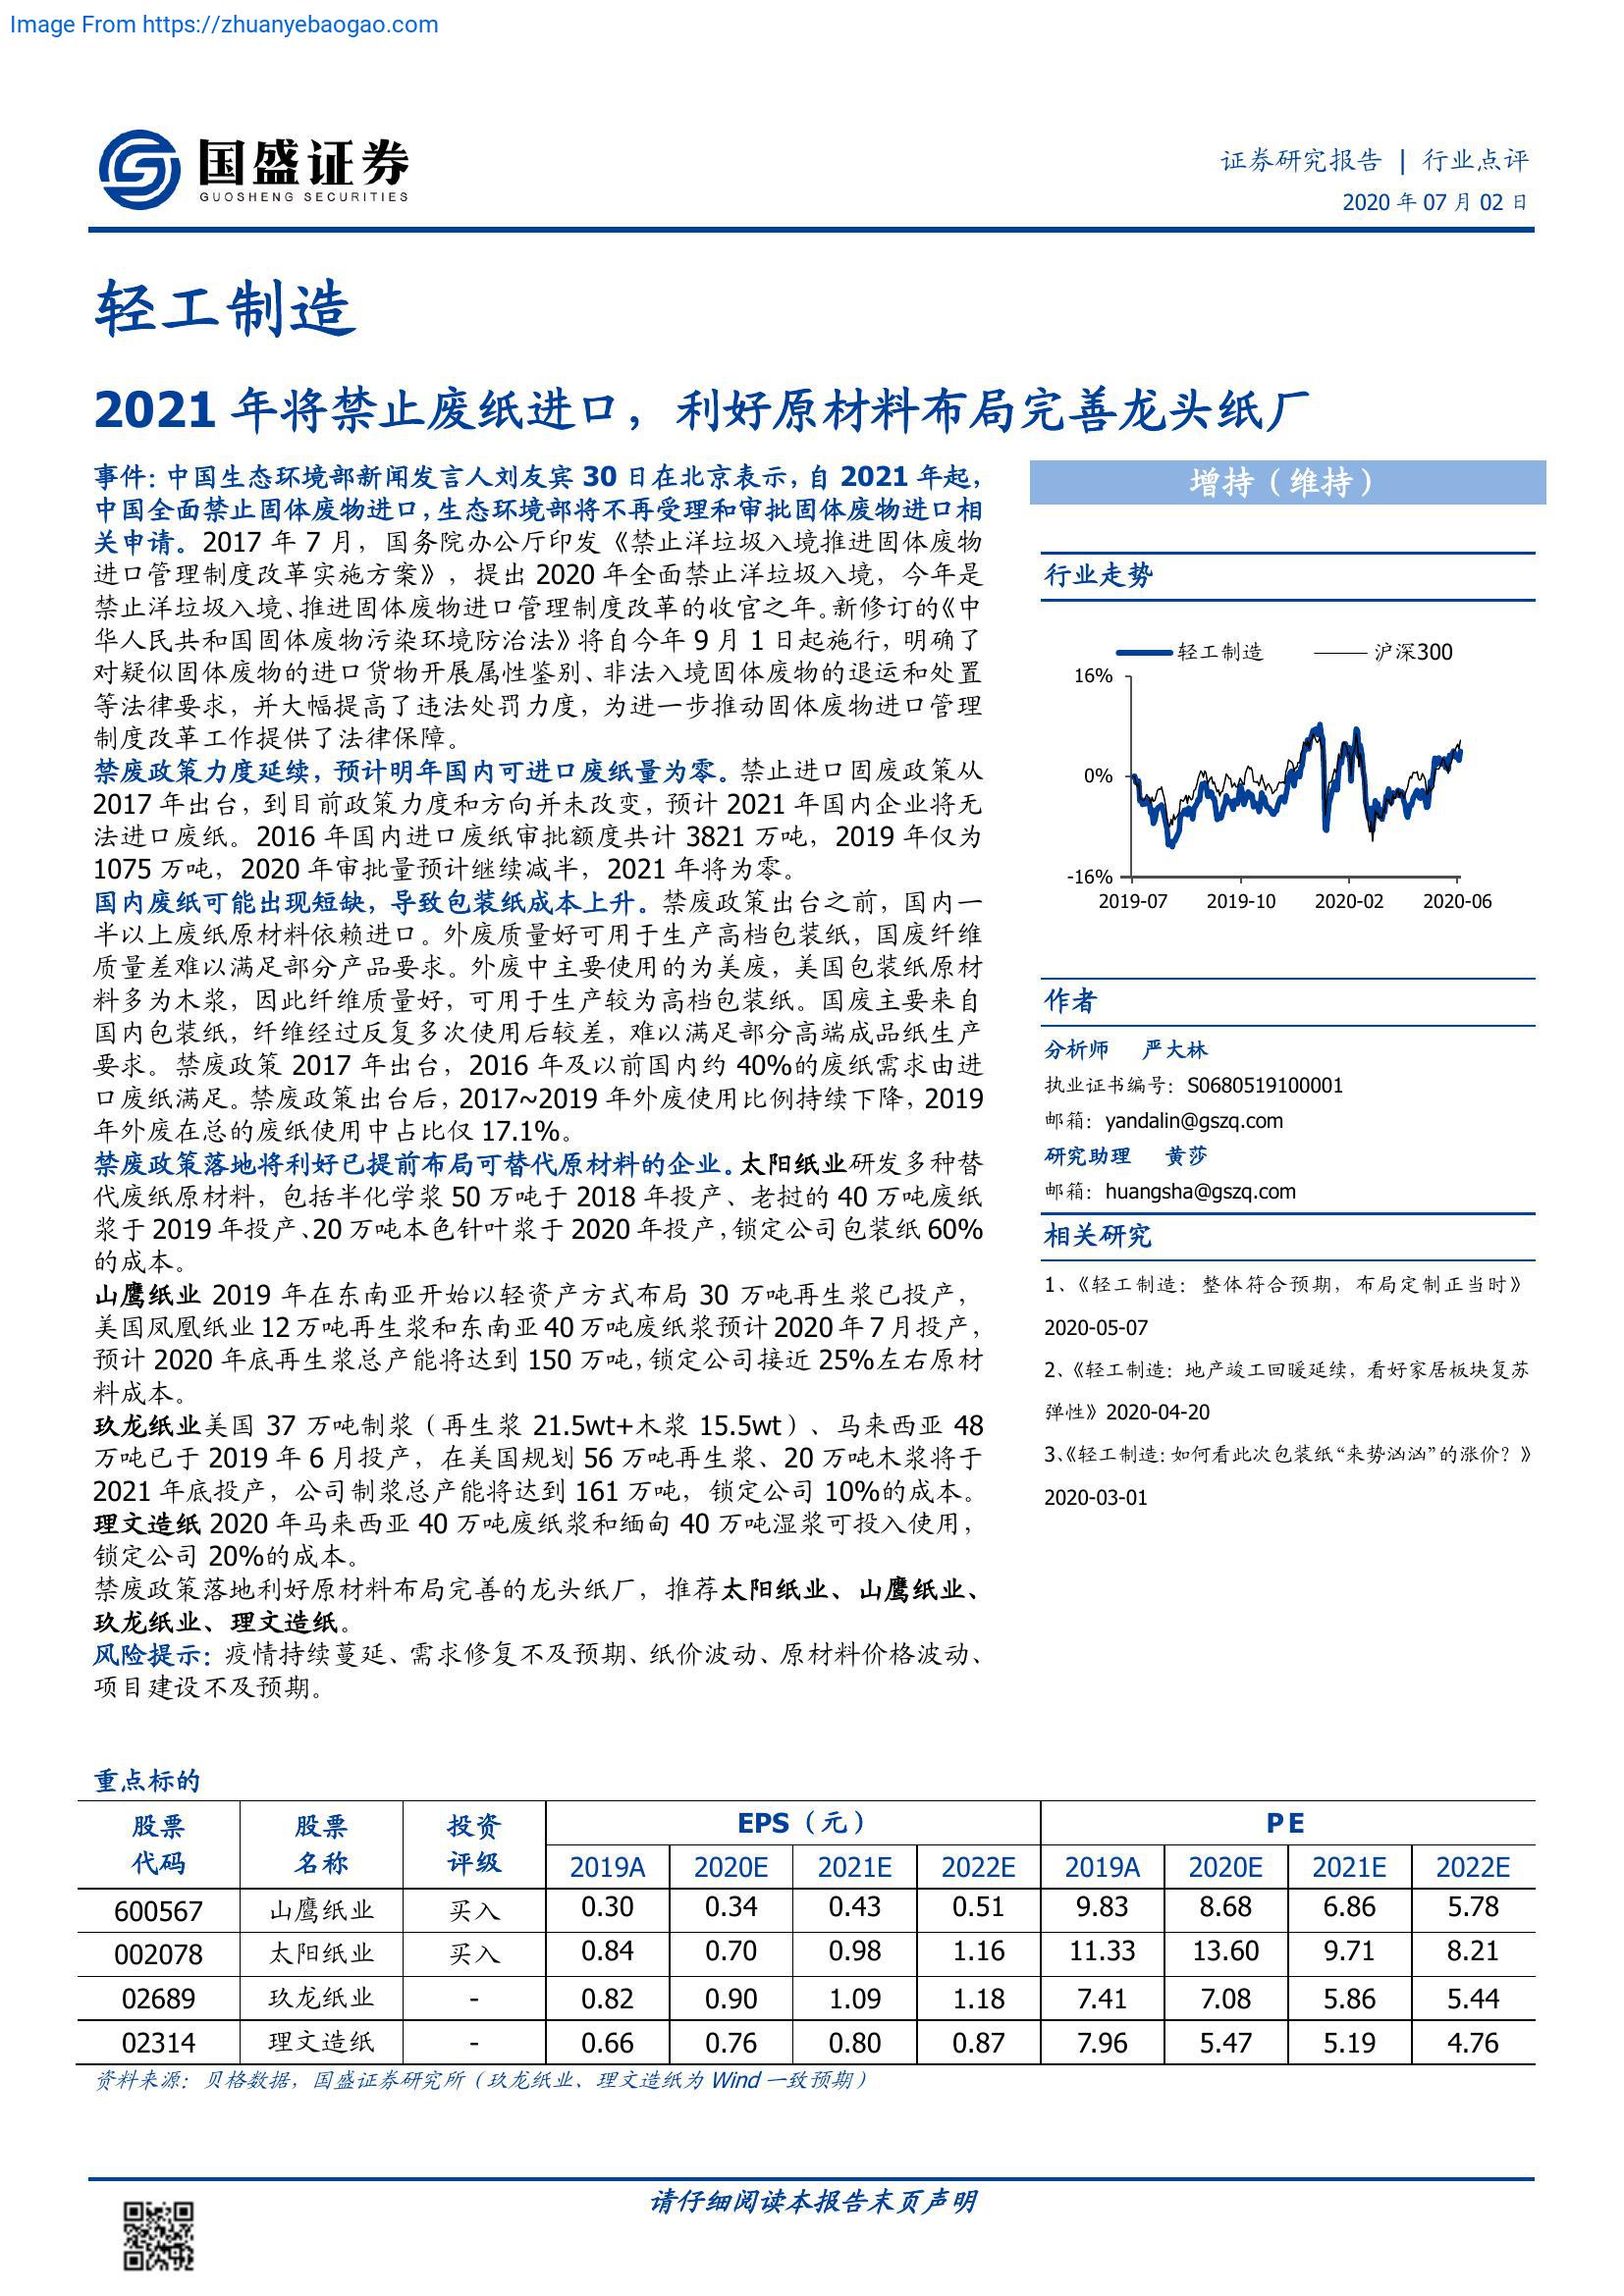 Image From https://zhuanyebaogao.com
国盛证券
GUOSHENG SECURITIES
证券研究报告 | 行业点评
2020 年 07 月 02 日
轻工制造
2021 年将禁止废纸进口，利好原材料布局完善龙头纸厂
事件：中国生态环境部新闻发言人刘友宾 30 日在北京表示，自 2021 年起，
中国全面禁止固体废物进口，生态环境部将不再受理和审批固体废物进口相
关申请。2017 年 7 月，国务院办公厅印发《禁止洋垃圾入境推进固体废物
进口管理制度改革实施方案》，提出 2020 年全面禁止洋垃圾入境，今年是
禁止洋垃圾入境、推进固体废物进口管理制度改革的收官之年。新修订的《中
华人民共和国固体废物污染环境防治法》将自今年 9 月 1 日起施行，明确了
对疑似固体废物的进口货物开展属性鉴别、非法入境固体废物的退运和处置
等法律要求，并大幅提高了违法处罚力度，为进一步推动固体废物进口管理
制度改革工作提供了法律保障。
禁废政策力度延续，预计明年国内可进口废纸量为零。禁止进口固废政策从
2017 年出台，到目前政策力度和方向并未改变，预计 2021 年国内企业将无
法进口废纸。2016 年国内进口废纸审批额度共计 3821 万吨，2019 年仅为
1075 万吨，2020 年审批量预计继续减半，2021 年将为零。
国内废纸可能出现短缺，导致包装纸成本上升。禁废政策出台之前，国内一
半以上废纸原材料依赖进口。外废质量好可用于生产高档包装纸，国废纤维
质量差难以满足部分产品要求。外废中主要使用的为美废，美国包装纸原材
料多为木浆，因此纤维质量好，可用于生产较为高档包装纸。国废主要来自
国内包装纸，纤维经过反复多次使用后较差，难以满足部分高端成品纸生产
要求。禁废政策 2017 年出台，2016 年及以前国内约 40%的废纸需求由进
口废纸满足。禁废政策出台后，2017~2019 年外废使用比例持续下降，2019
年外废在总的废纸使用中占比仅 17.1%。
禁废政策落地将利好已提前布局可替代原材料的企业。太阳纸业研发多种替
代废纸原材料，包括半化学浆 50 万吨于 2018 年投产、老挝的 40 万吨废纸
浆于 2019 年投产、20 万吨本色针叶浆于 2020 年投产，锁定公司包装纸 60%
的成本。
山鹰纸业 2019 年在东南亚开始以轻资产方式布局 30 万吨再生浆已投产，
美国凤凰纸业 12 万吨再生浆和东南亚 40 万吨废纸浆预计 2020 年 7 月投产，
预计 2020 年底再生浆总产能将达到 150 万吨，锁定公司接近 25%左右原材
料成本。
玖龙纸业美国 37 万吨制浆（再生浆 21.5wt+木浆 15.5wt）、马来西亚 48
万吨已于 2019 年 6 月投产，在美国规划 56 万吨再生浆、20 万吨木浆将于
2021 年底投产，公司制浆总产能将达到 161 万吨，锁定公司 10%的成本。
理文造纸 2020 年马来西亚 40 万吨废纸浆和缅甸 40 万吨湿浆可投入使用，
锁定公司 20%的成本。
禁废政策落地利好原材料布局完善的龙头纸厂，推荐太阳纸业、山鹰纸业、
玖龙纸业、理文造纸。
风险提示：疫情持续蔓延、需求修复不及预期、纸价波动、原材料价格波动、
项目建设不及预期。
增持（维持）
行业走势
轻工制造 沪深300
16%
0%
-16%
2019-07 2019-10 2020-02 2020-06
作者
分析师 严大林
执业证书编号：S0680519100001
邮箱：yandalin@gszq.com
研究助理 黄莎
邮箱：huangsha@gszq.com
相关研究
1、《轻工制造：整体符合预期，布局定制正当时》
2020-05-07
2、《轻工制造：地产竣工回暖延续，看好家居板块复苏
弹性》2020-04-20
3、《轻工制造：如何看此次包装纸“来势汹汹”的涨价？》
2020-03-01
重点标的
股票 股票 投资 EPS（元） PE
代码 名称 评级 2019A 2020E 2021E 2022E 2019A 2020E 2021E 2022E
600567 山鹰纸业 买入 0.30 0.34 0.43 0.51 9.83 8.68 6.86 5.78
002078 太阳纸业 买入 0.84 0.70 0.98 1.16 11.33 13.60 9.71 8.21
02689 玖龙纸业 - 0.82 0.90 1.09 1.18 7.41 7.08 5.86 5.44
02314 理文造纸 - 0.66 0.76 0.80 0.87 7.96 5.47 5.19 4.76
资料来源：贝格数据，国盛证券研究所（玖龙纸业、理文造纸为 Wind 一致预期）
请仔细阅读本报告末页声明